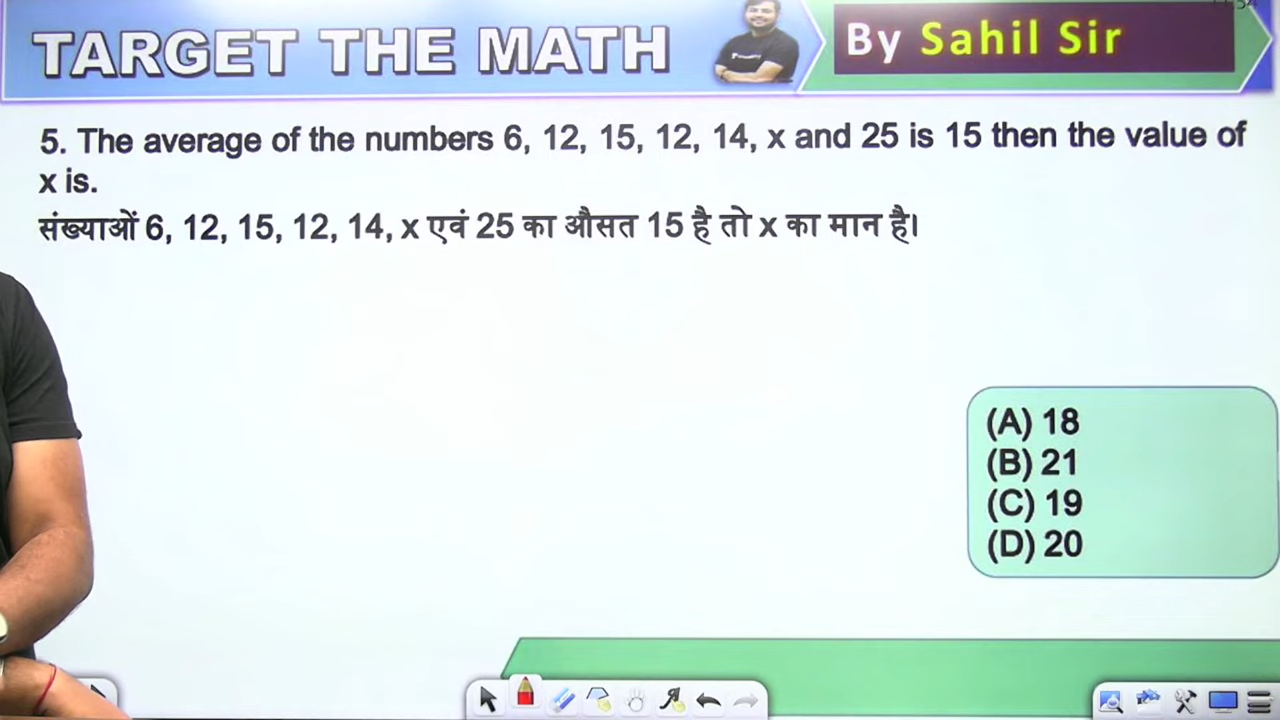 TARGET THE MATH
By Sahil Sir
5. The average of the numbers 6, 12, 15, 12, 14, x and 25 is 15 then the value of
x is.
संख्याओं 6, 12, 15, 12, 14, x एवं 25 का औसत 15 है तो x का मान है।
(A) 18
(B) 21
(C) 19
(D) 20